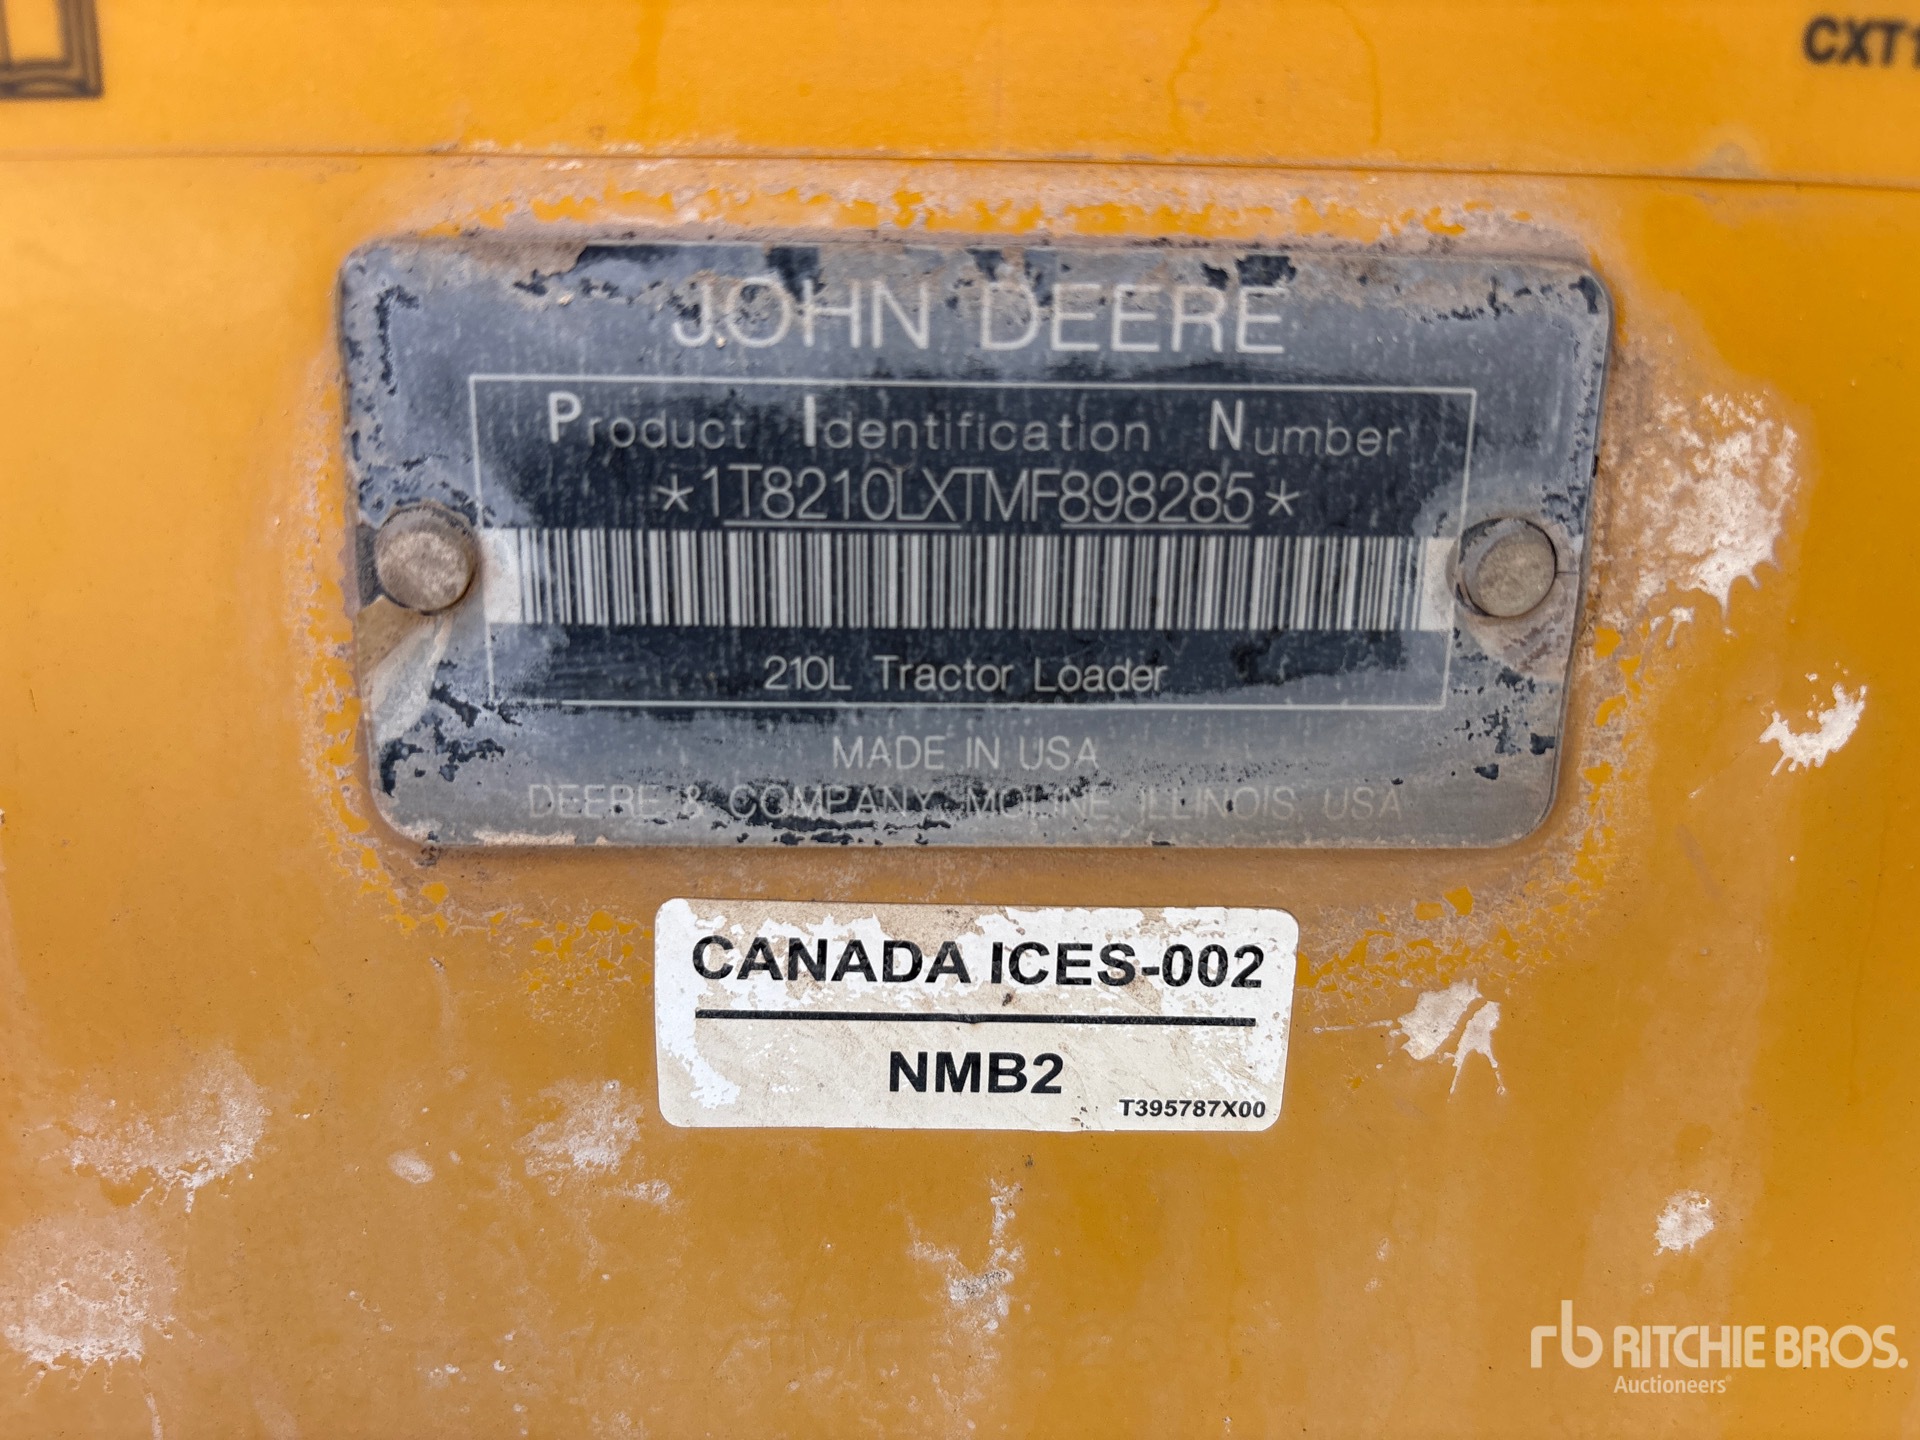 CXT1
JOHN DEERE
Product Identification Number
*1T8210LXTMF898285*
210L Tractor Loader
MADE IN USA
DEERE & COMPANY, MOLINE, ILLINOIS, USA
CANADA ICES-002
NMB2
T395787X00
rb RITCHIE BROS.
Auctioneers